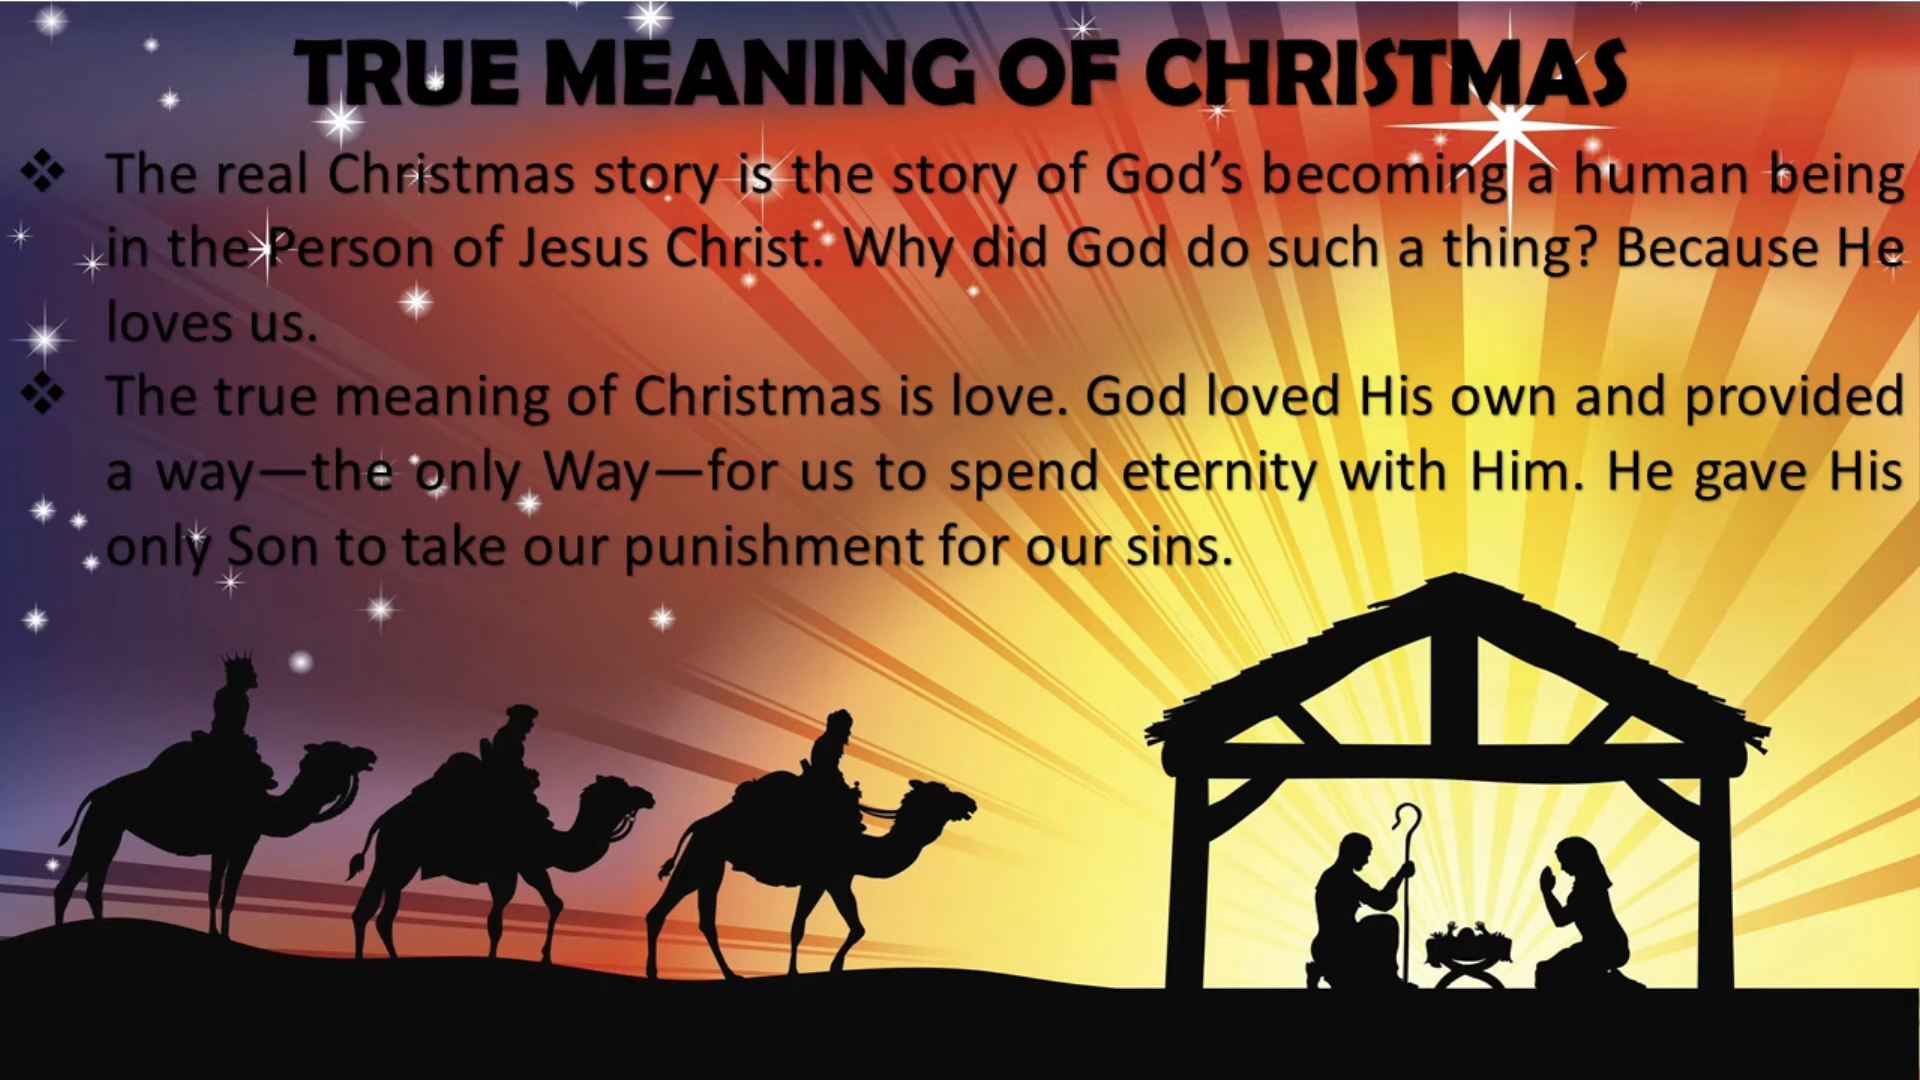 TRUE MEANING OF CHRISTMAS
❖ The real Christmas story is the story of God’s becoming a human being
in the Person of Jesus Christ. Why did God do such a thing? Because He
loves us.
❖ The true meaning of Christmas is love. God loved His own and provided
a way—the only Way—for us to spend eternity with Him. He gave His
only Son to take our punishment for our sins.